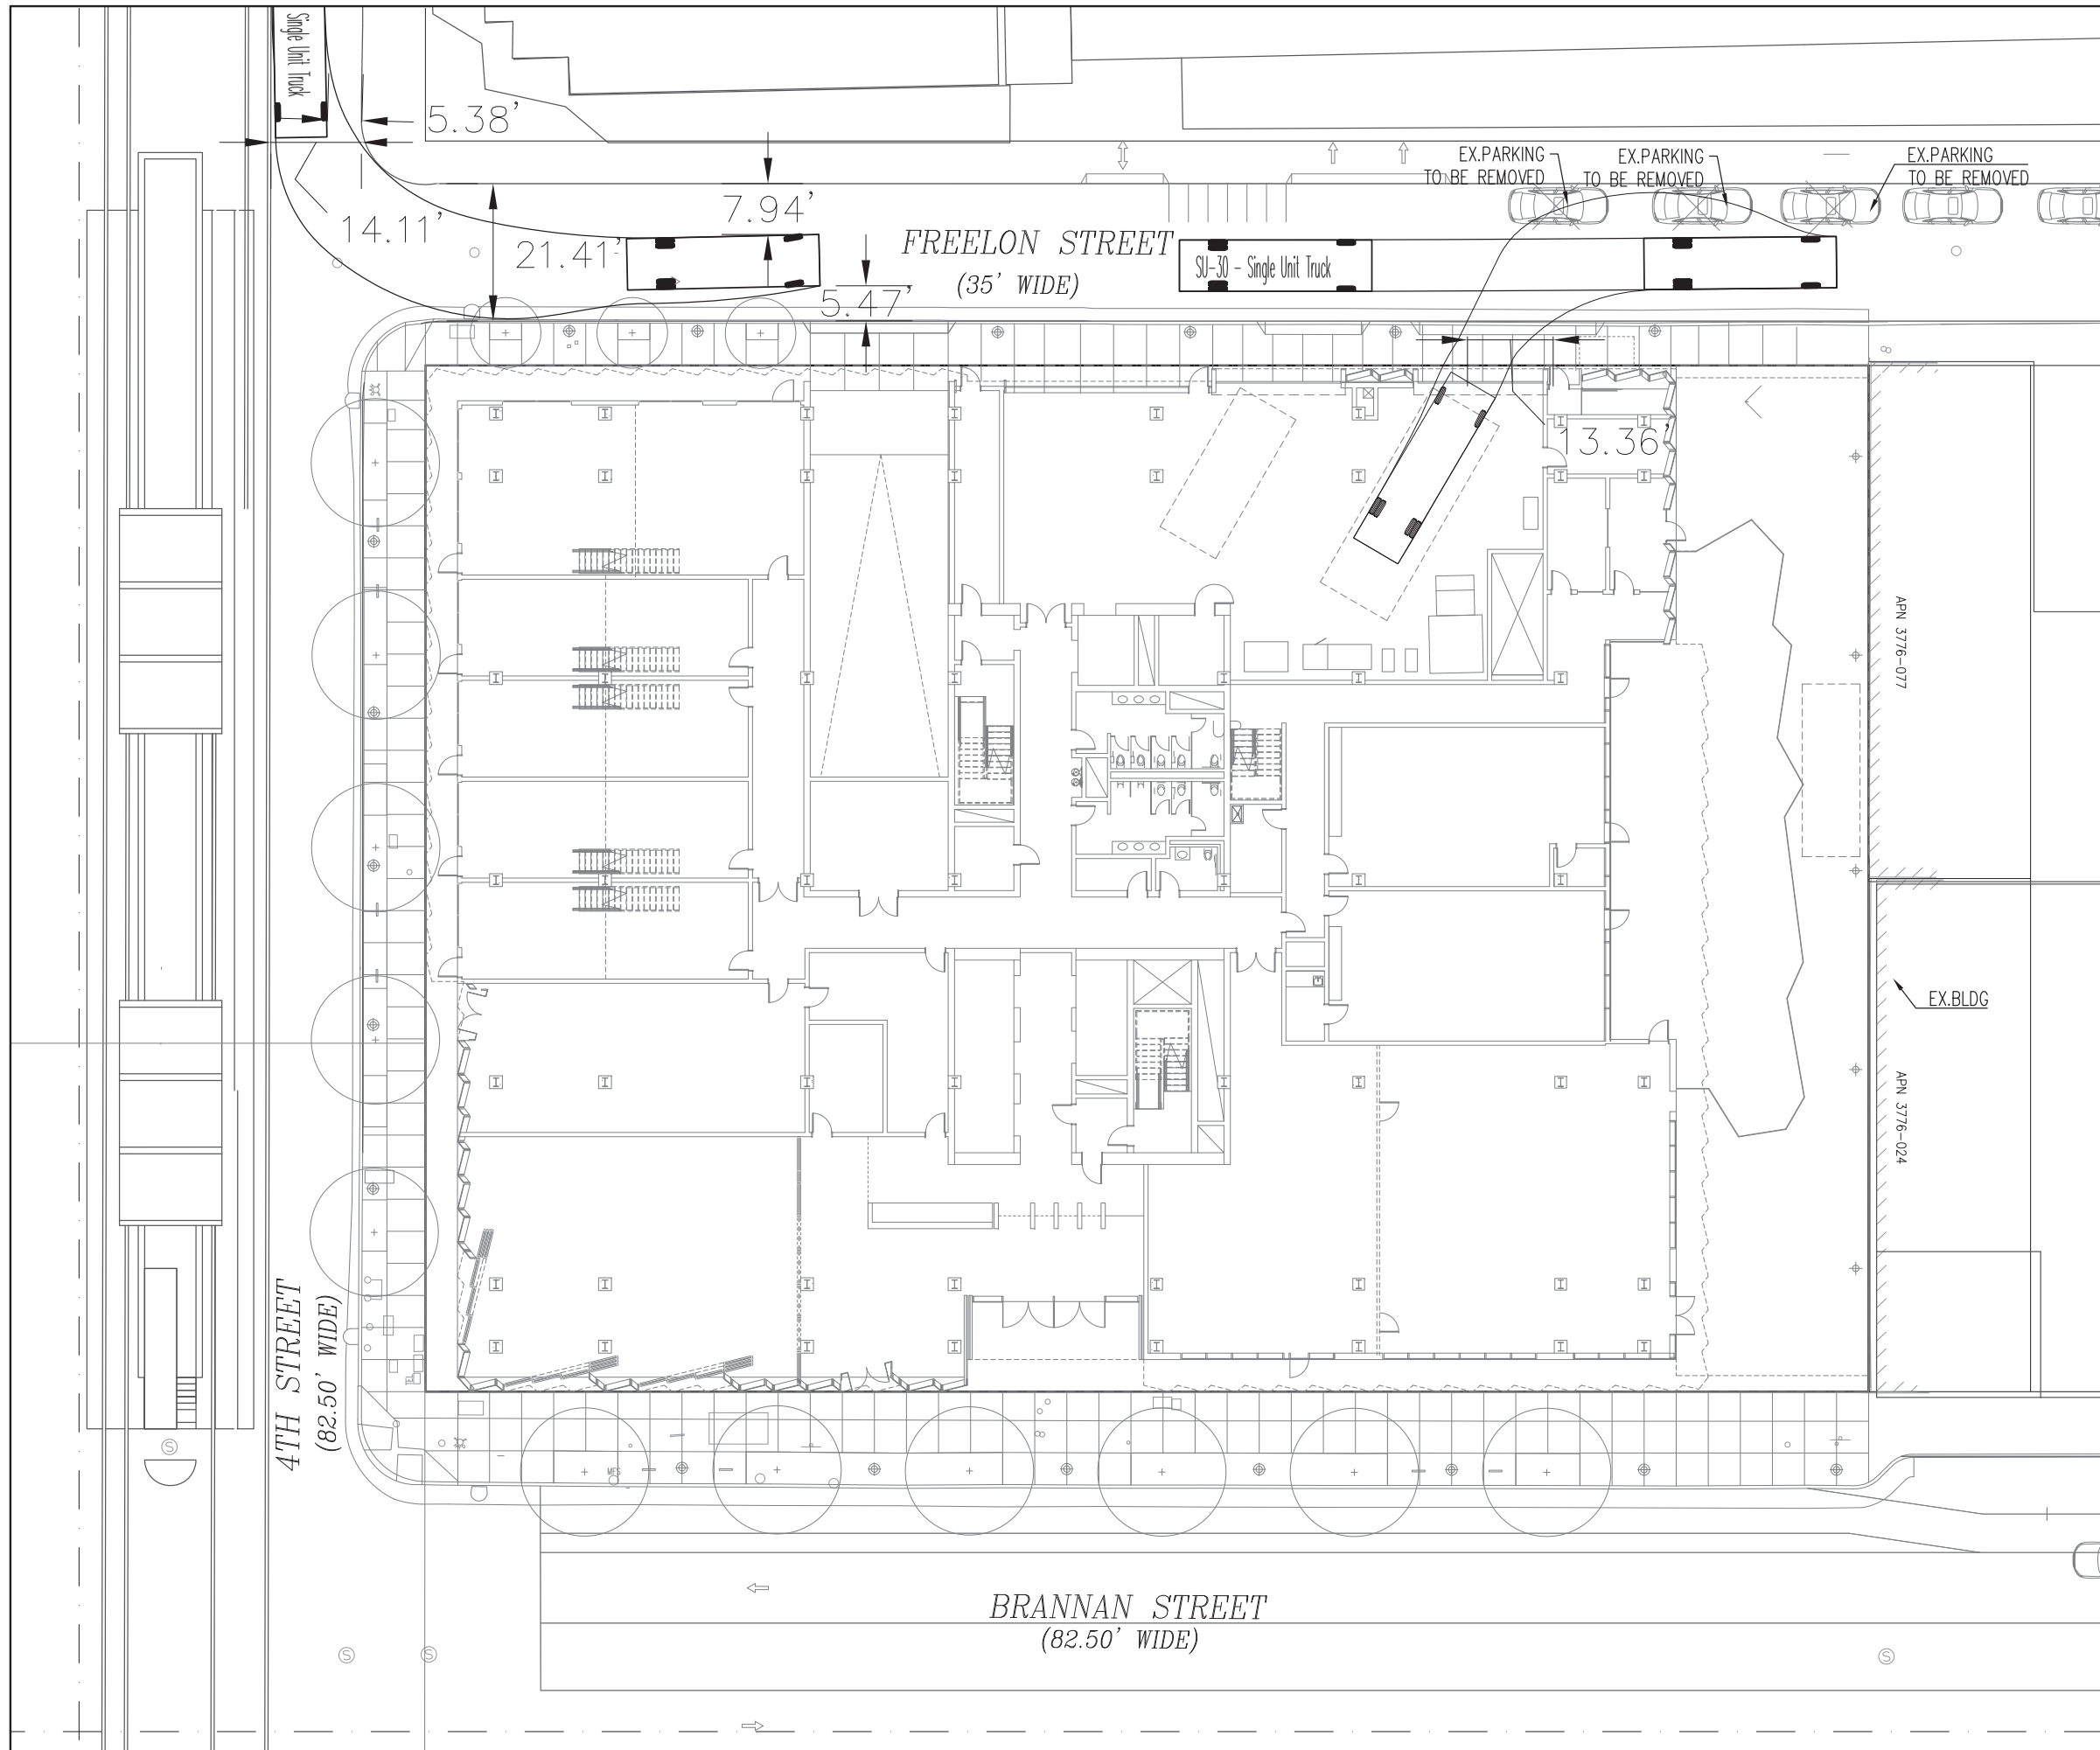 Single Unit Truck
5.38'
14.11'
21.41'
7.94'
5.47'
FREELON STREET
(35' WIDE)
SU-30 - Single Unit Truck
EX.PARKING
TO BE REMOVED
EX.PARKING
TO BE REMOVED
EX.PARKING
TO BE REMOVED
13.36'
APN 3776-077
EX.BLDG
APN 3776-024
4TH STREET
(82.50' WIDE)
MES
S
BRANNAN STREET
(82.50' WIDE)
S
S
S